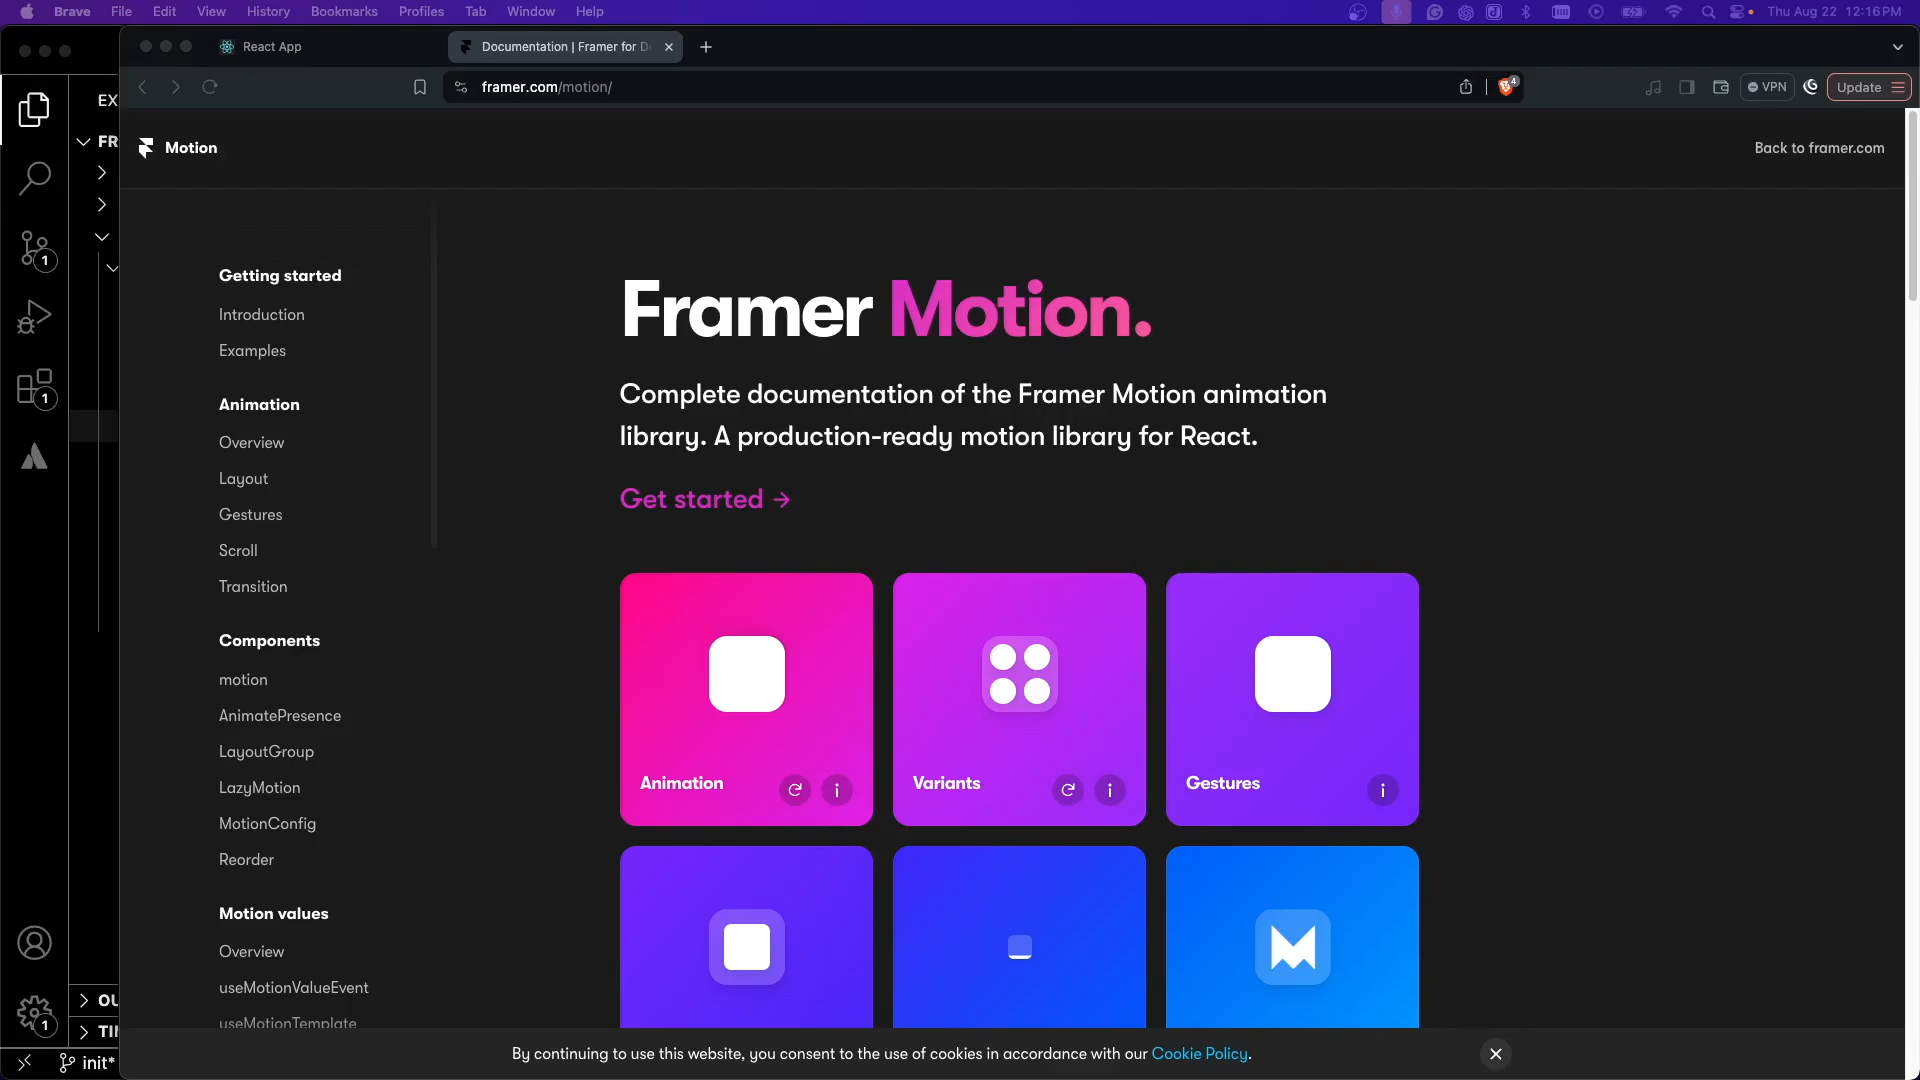 Brave File Edit View History Bookmarks Profiles Tab Window Help Thu Aug 22 12:16PM
React App Documentation | Framer for D
framer.com/motion/ 4 VPN Update
EX
FR
Motion Back to framer.com
1
1
Getting started
Introduction
Examples
Animation
Overview
Layout
Gestures
Scroll
Transition
Components
motion
AnimatePresence
LayoutGroup
LazyMotion
MotionConfig
Reorder
Motion values
Overview
useMotionValueEvent
useMotionTemplate
Framer Motion.
Complete documentation of the Framer Motion animation
library. A production-ready motion library for React.
Get started →
Animation
Variants
Gestures
OU
1
TIM
init*
By continuing to use this website, you consent to the use of cookies in accordance with our Cookie Policy.